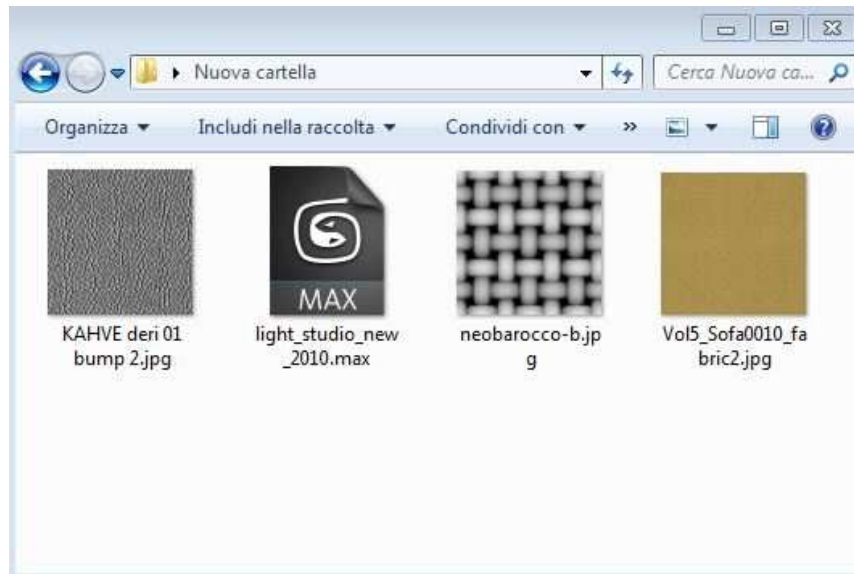 Nuova cartella
Cerca Nuova ca...
Organizza
Includi nella raccolta
Condividi con
»
MAX
KAHVE deri 01
bump 2.jpg
light_studio_new
_2010.max
neobarocco-b.jp
g
Vol5_Sofa0010_fa
bric2.jpg